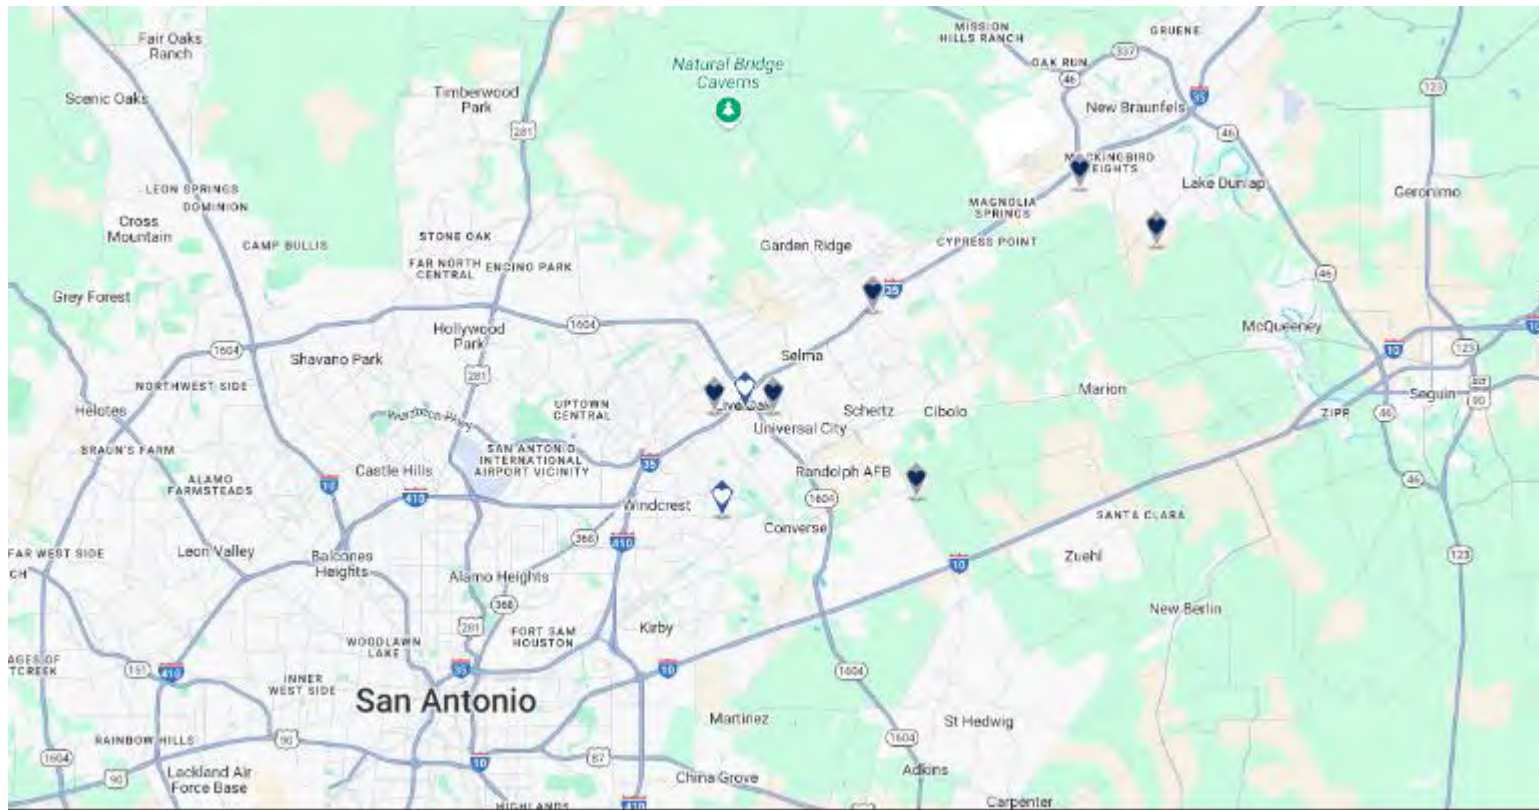 Fair Oaks
Ranch
Scenic Oaks
Timberwood
Park
Natural Bridge
Caverns
MISSION
HILLS RANCH
GRUENE
OAK RUN
337
46
New Braunfels
35
46
123
281
LEON SPRINGS
DOMINION
Cross
Mountain
CAMP BULLIS
STONE OAK
FAR NORTH
CENTRAL
ENCINO PARK
Garden Ridge
MAGNOLIA
SPRINGS
CYPRESS POINT
Lake Dunlap
Geronimo
Grey Forest
1604
Hollywood
Park
35
46
McQueeney
10
1604
Shavano Park
281
Selma
10
123
NORTHWEST SIDE
Helotes
UPTOWN
CENTRAL
Schertz
Cibolo
Marion
Seguin
ZIPP
46
90
Universal City
BRAUN'S FARM
ALAMO
FARMSTEADS
Castle Hills
SAN ANTONIO
INTERNATIONAL
AIRPORT VICINITY
35
Randolph AFB
46
10
410
Windcrest
1604
Converse
SANTA CLARA
FAR WEST SIDE
Leon Valley
Balcones
Heights
368
410
10
Zuehl
123
Alamo Heights
368
New Berlin
281
FORT SAM
HOUSTON
Kirby
WOODLAWN
LAKE
151
410
INNER
WEST SIDE
35
10
1604
San Antonio
Martinez
St Hedwig
RAINBOW HILLS
90
1604
1604
90
Lackland Air
Force Base
10
87
China Grove
Adkins
HIGHLANDS
410
Carpenter